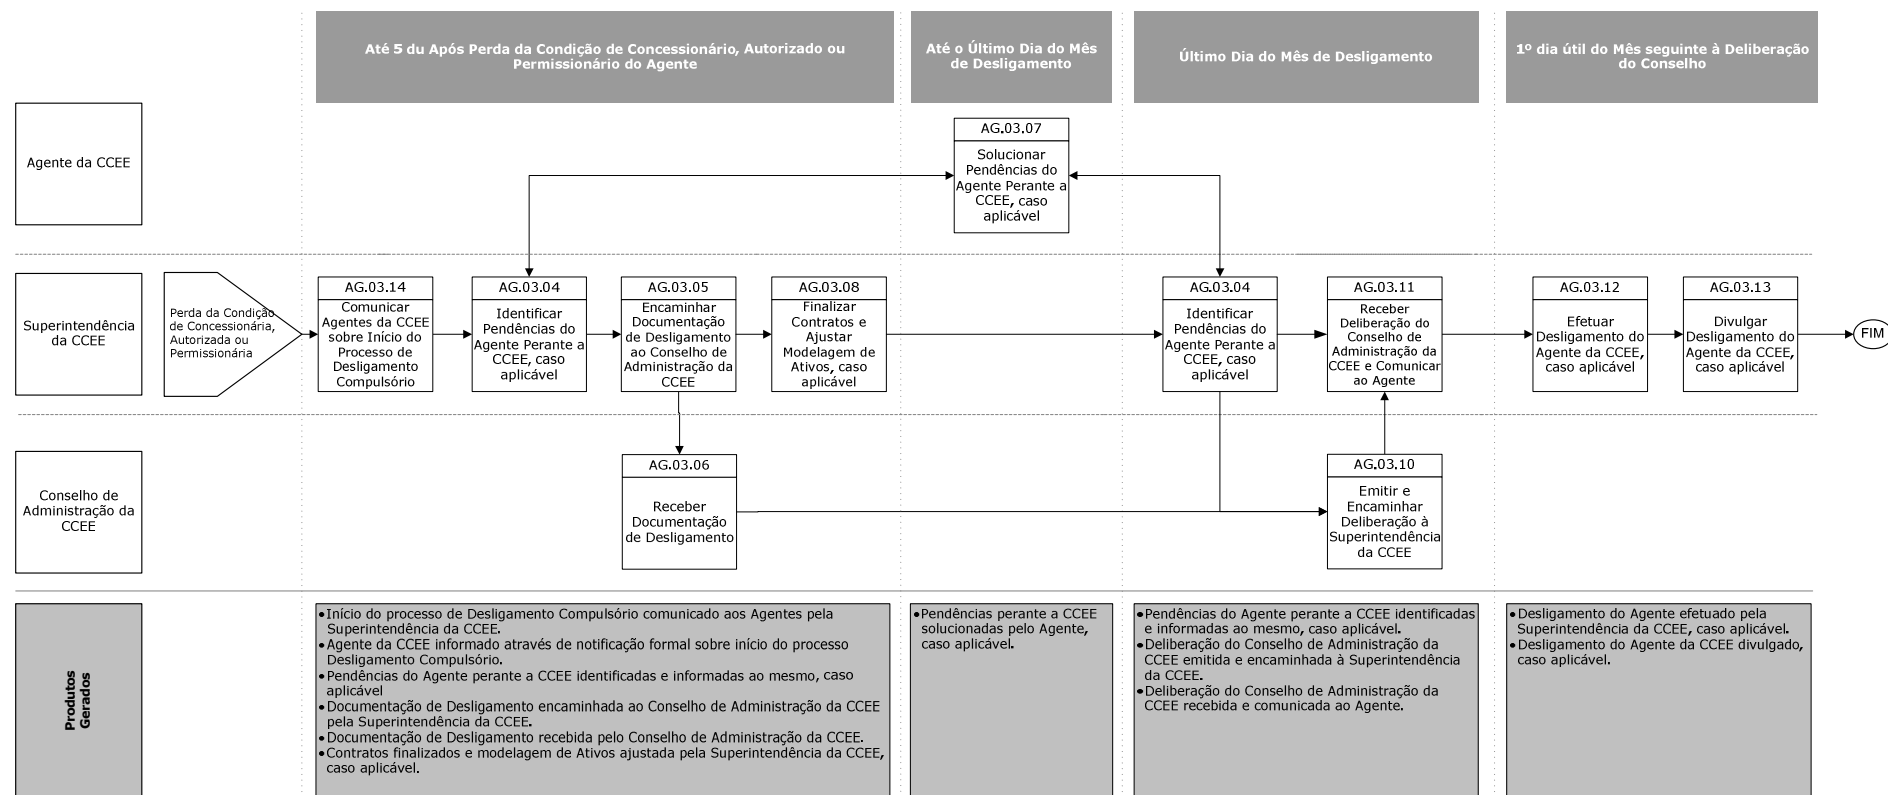 Até 5 du Após Perda da Condição de Concessionário, Autorizado ou
Permissionário do Agente
Até o Último Dia do Mês
de Desligamento
Último Dia do Mês de Desligamento
1º dia útil do Mês seguinte à Deliberação
do Conselho
Agente da CCEE
AG.03.07
Solucionar
Pendências do
Agente Perante a
CCEE, caso
aplicável
Superintendência
da CCEE
Perda da Condição
de Concessionária,
Autorizada ou
Permissionária
AG.03.14
Comunicar
Agentes da CCEE
sobre Início do
Processo de
Desligamento
Compulsório
AG.03.04
Identificar
Pendências do
Agente Perante a
CCEE, caso
aplicável
AG.03.05
Encaminhar
Documentação
de Desligamento
ao Conselho de
Administração da
CCEE
AG.03.08
Finalizar
Contratos e
Ajustar
Modelagem de
Ativos, caso
aplicável
AG.03.04
Identificar
Pendências do
Agente Perante a
CCEE, caso
aplicável
AG.03.11
Receber
Deliberação do
Conselho de
Administração da
CCEE e Comunicar
ao Agente
AG.03.12
Efetuar
Desligamento do
Agente da CCEE,
caso aplicável
AG.03.13
Divulgar
Desligamento do
Agente da CCEE,
caso aplicável
FIM
Conselho de
Administração da
CCEE
AG.03.06
Receber
Documentação
de Desligamento
AG.03.10
Emitir e
Encaminhar
Deliberação à
Superintendência
da CCEE
Produtos
Gerados
•Início do processo de Desligamento Compulsório comunicado aos Agentes pela
Superintendência da CCEE.
•Agente da CCEE informado através de notificação formal sobre início do processo
Desligamento Compulsório.
•Pendências do Agente perante a CCEE identificadas e informadas ao mesmo, caso
aplicável
•Documentação de Desligamento encaminhada ao Conselho de Administração da CCEE
pela Superintendência da CCEE.
•Documentação de Desligamento recebida pelo Conselho de Administração da CCEE.
•Contratos finalizados e modelagem de Ativos ajustada pela Superintendência da CCEE,
caso aplicável.
•Pendências perante a CCEE
solucionadas pelo Agente,
caso aplicável.
•Pendências do Agente perante a CCEE identificadas
e informadas ao mesmo, caso aplicável.
•Deliberação do Conselho de Administração da
CCEE emitida e encaminhada à Superintendência
da CCEE.
•Deliberação do Conselho de Administração da
CCEE recebida e comunicada ao Agente.
•Desligamento do Agente efetuado pela
Superintendência da CCEE, caso aplicável.
•Desligamento do Agente da CCEE divulgado,
caso aplicável.